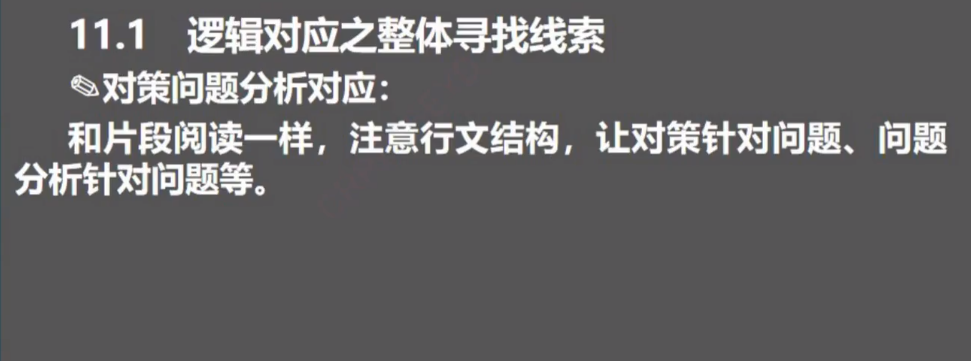 11.1 逻辑对应之整体寻找线索
✎对策问题分析对应：
和片段阅读一样，注意行文结构，让对策针对问题、问题
分析针对问题等。